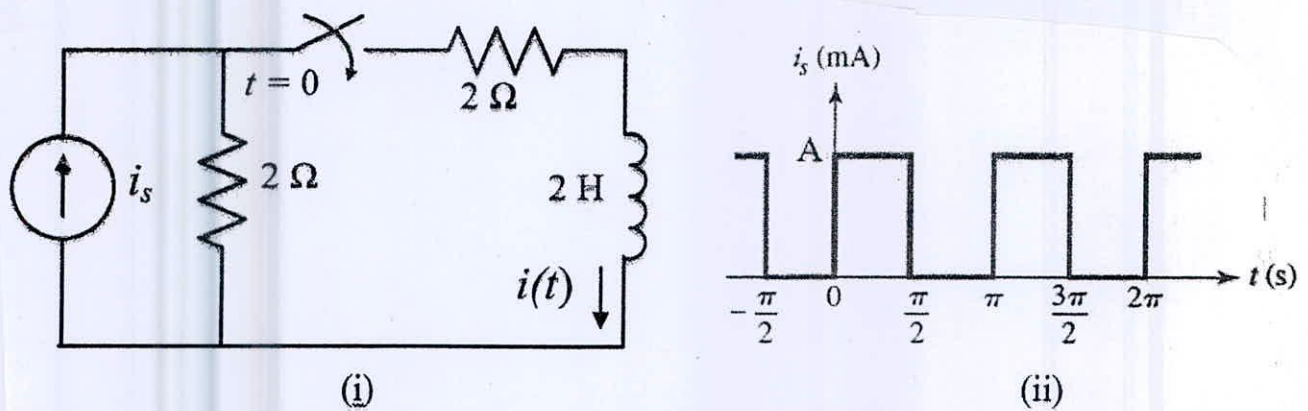 t = 0
2 Ω
i_s
2 Ω
2 H
i(t)
(i)
i_s (mA)
A
-π/2
0
π/2
π
3π/2
2π
t (s)
(ii)